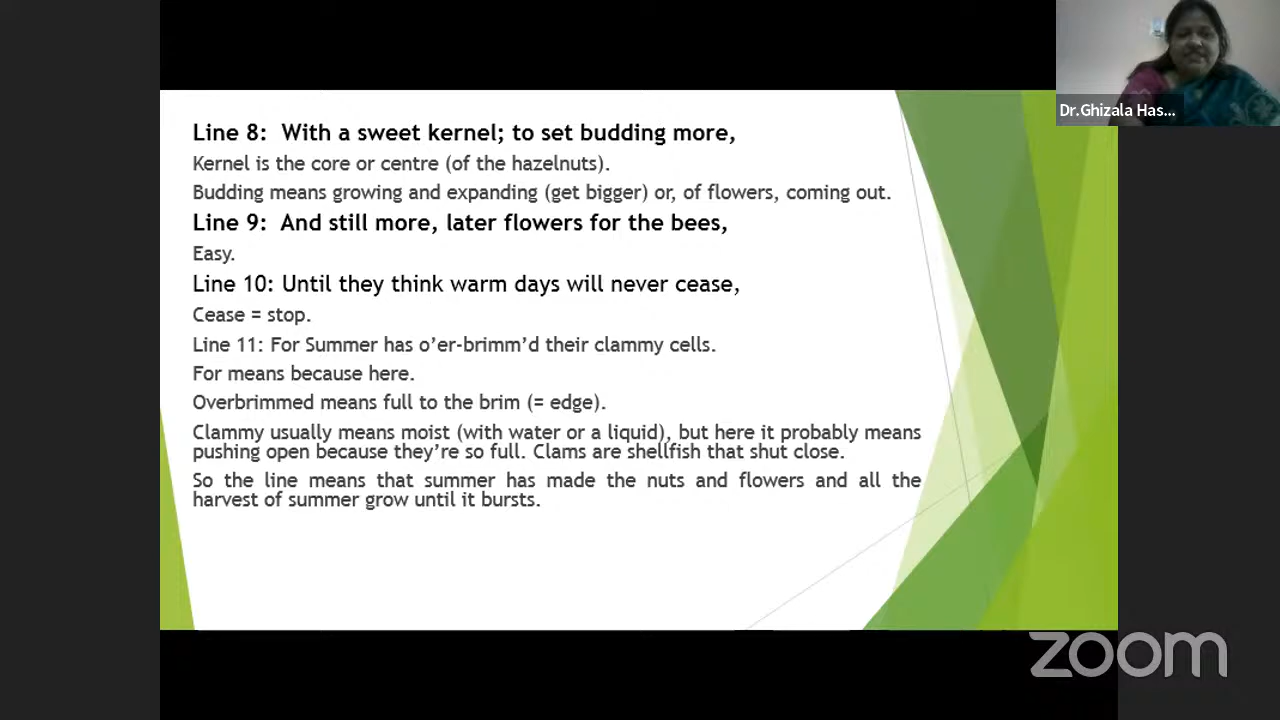 Dr.Ghizala Has...
Line 8: With a sweet kernel; to set budding more,
Kernel is the core or centre (of the hazelnuts).
Budding means growing and expanding (get bigger) or, of flowers, coming out.
Line 9: And still more, later flowers for the bees,
Easy.
Line 10: Until they think warm days will never cease,
Cease = stop.
Line 11: For Summer has o’er-brimm’d their clammy cells.
For means because here.
Overbrimmed means full to the brim (= edge).
Clammy usually means moist (with water or a liquid), but here it probably means
pushing open because they’re so full. Clams are shellfish that shut close.
So the line means that summer has made the nuts and flowers and all the
harvest of summer grow until it bursts.
zoom